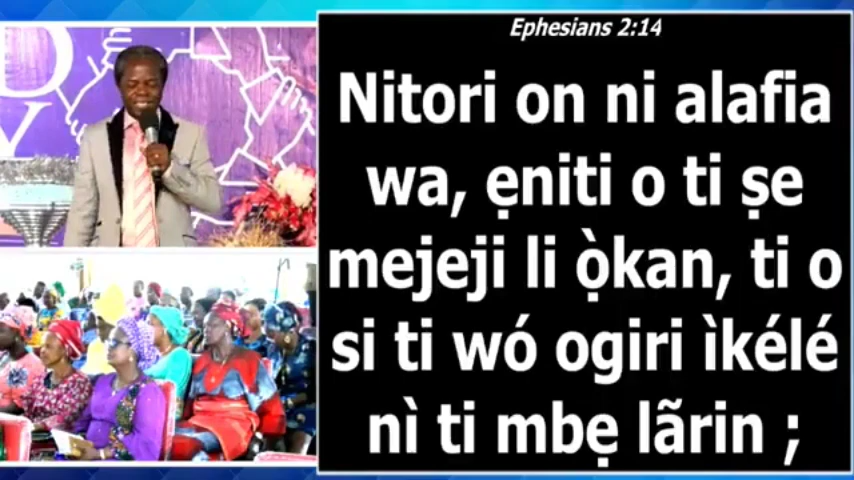 D
Y
Ephesians 2:14
Nitori on ni alafia
wa, ẹniti o ti ṣe
mejeji li ọ̀kan, ti o
si ti wó ogiri ìkélé
nì ti mbẹ lãrin ;